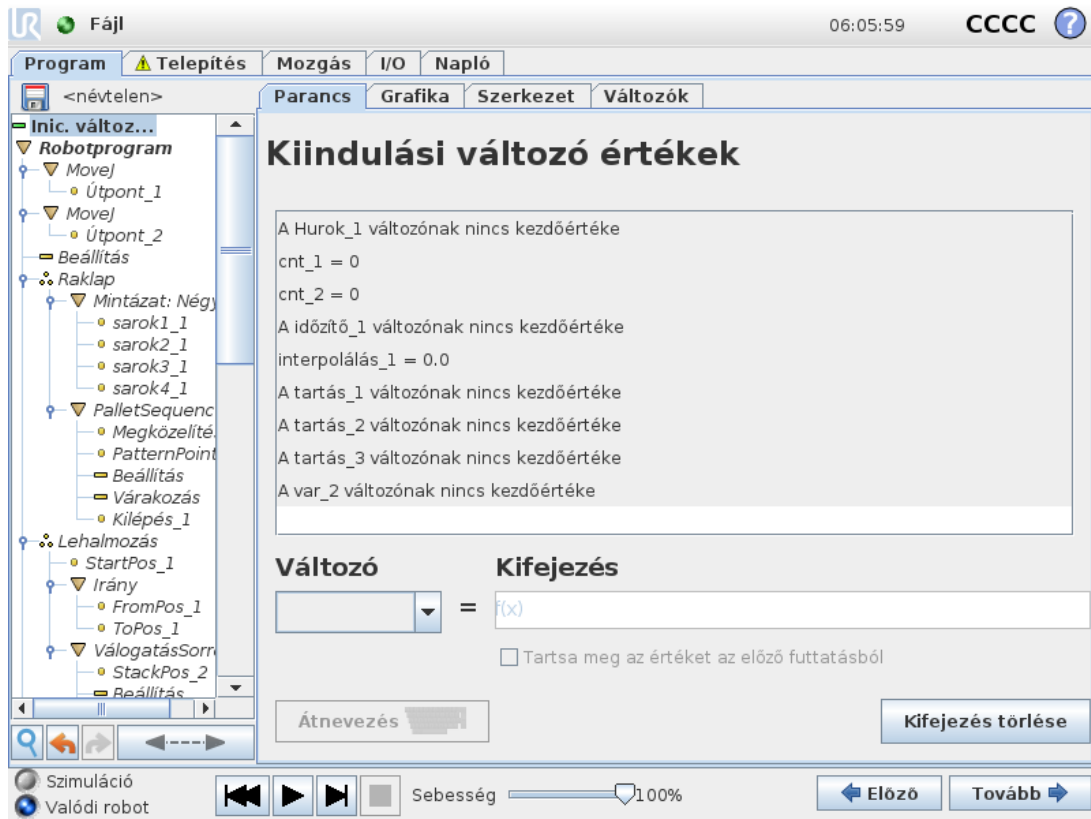 Fájl
06:05:59
CCCC
?
Program
Telepítés
Mozgás
I/O
Napló
<névtelen>
Parancs
Grafika
Szerkezet
Változók
Inic. változ...
Robotprogram
MoveJ
Útpont_1
MoveJ
Útpont_2
Beállítás
Raklap
Mintázat: Négy
sarok1_1
sarok2_1
sarok3_1
sarok4_1
PalletSequenc
Megközelíté
PatternPoint
Beállítás
Várakozás
Kilépés_1
Lehalmozás
StartPos_1
Irány
FromPos_1
ToPos_1
VálogatásSorr
StackPos_2
Beállítás
Kiindulási változó értékek
A Hurok_1 változónak nincs kezdőértéke
cnt_1 = 0
cnt_2 = 0
A időzítő_1 változónak nincs kezdőértéke
interpolálás_1 = 0.0
A tartás_1 változónak nincs kezdőértéke
A tartás_2 változónak nincs kezdőértéke
A tartás_3 változónak nincs kezdőértéke
A var_2 változónak nincs kezdőértéke
Változó
Kifejezés
=
f(x)
Tartsa meg az értéket az előző futtatásból
Átnevezés
Kifejezés törlése
Szimuláció
Valódi robot
Sebesség
100%
Előző
Tovább